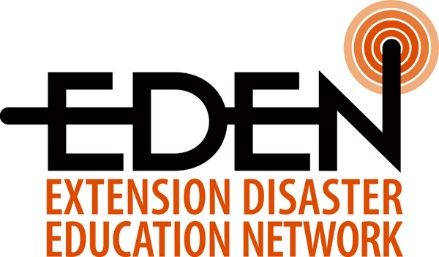 EDEN
EXTENSION DISASTER
EDUCATION NETWORK